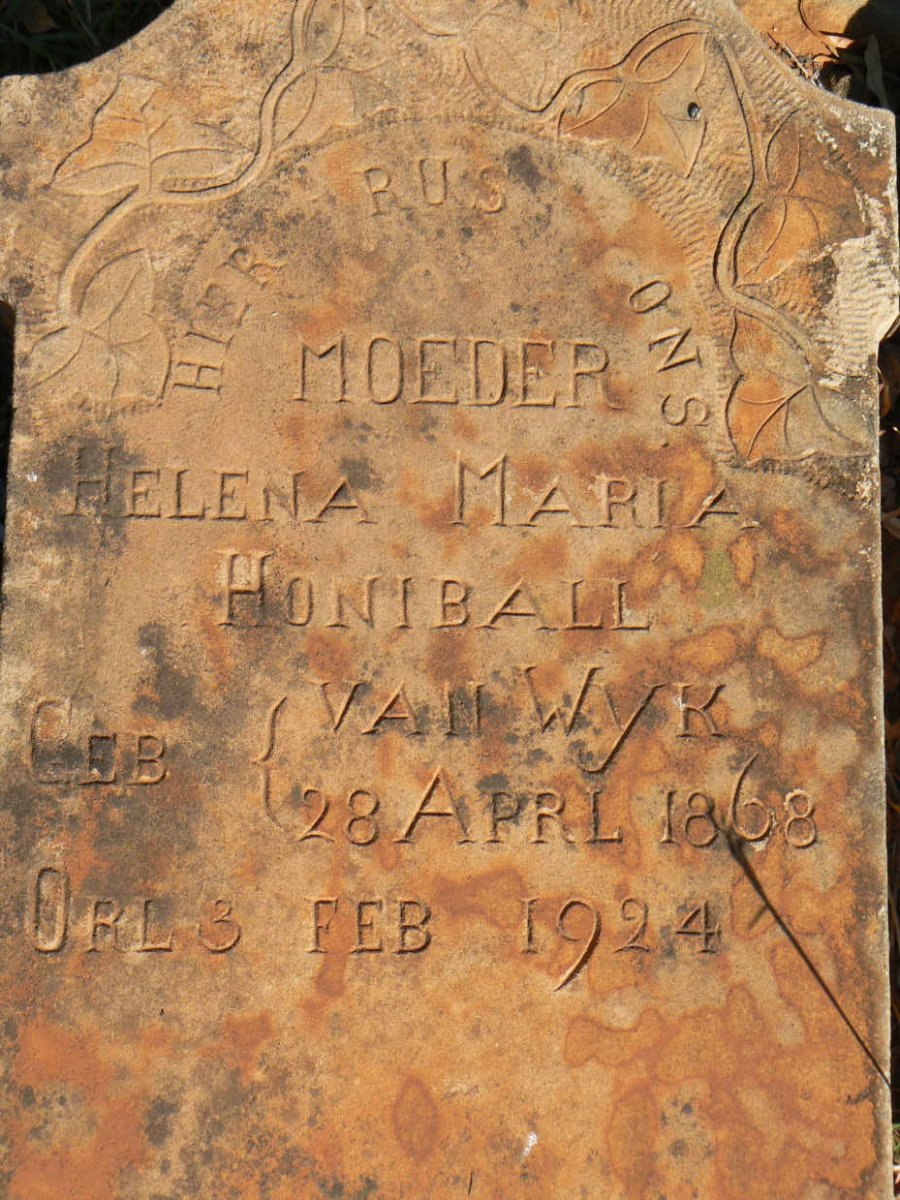 HIER RUS ONS.
MOEDER
HELENA MARIA
HONIBALL
GEB { VAN WYK
28 APRL 1868
ORL 3 FEB 1924